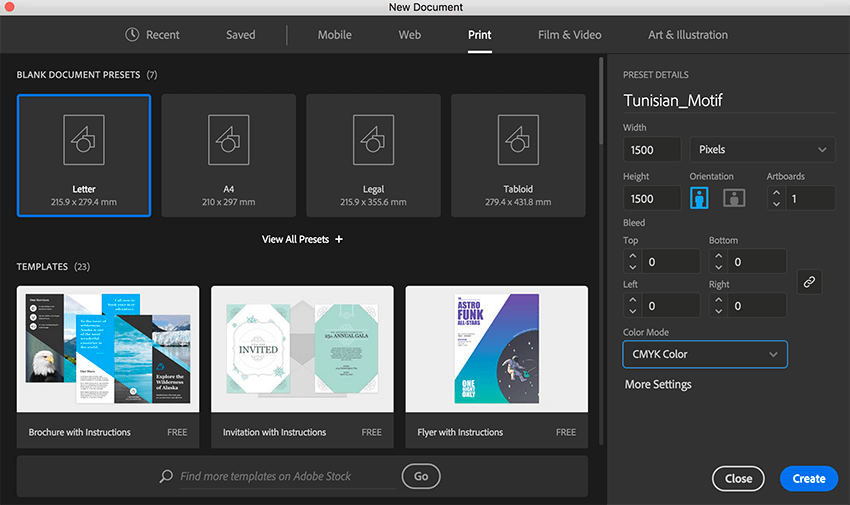 New Document
Recent
Saved
Mobile
Web
Print
Film & Video
Art & Illustration
BLANK DOCUMENT PRESETS (7)
Letter
215.9 x 279.4 mm
A4
210 x 297 mm
Legal
215.9 x 355.6 mm
Tabloid
279.4 x 431.8 mm
View All Presets +
TEMPLATES (23)
Explore the
Wilderness
of Alaska
INVITED
ANNUAL GALA
ASTRO
FUNK
ALL-STARS
ONE
NIGHT
ONLY
Brochure with Instructions FREE
Invitation with Instructions FREE
Flyer with Instructions FREE
Find more templates on Adobe Stock
Go
PRESET DETAILS
Tunisian_Motif
Width
1500
Pixels
Height
Orientation
Artboards
1500
1
Bleed
Top
Bottom
0
0
Left
Right
0
0
Color Mode
CMYK Color
More Settings
Close
Create